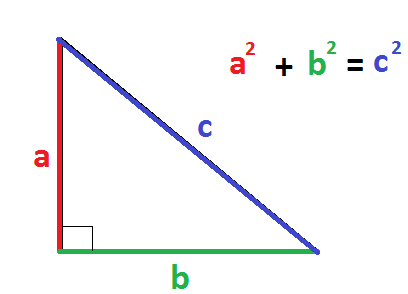 a² + b² = c²
c
a
b